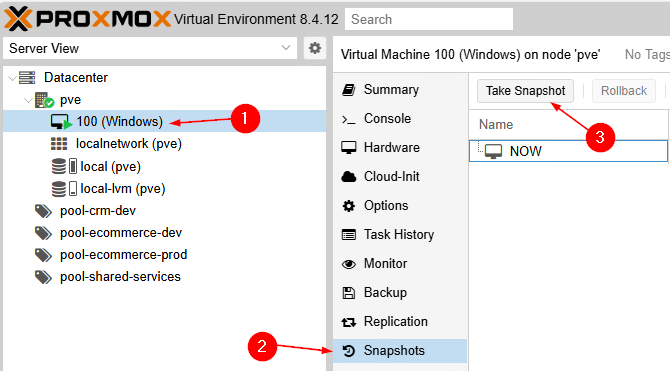 PROXMOX Virtual Environment 8.4.12 Search
Server View
Virtual Machine 100 (Windows) on node 'pve' No Tags
Datacenter
pve
100 (Windows)
localnetwork (pve)
local (pve)
local-lvm (pve)
pool-crm-dev
pool-ecommerce-dev
pool-ecommerce-prod
pool-shared-services
1
Summary
Console
Hardware
Cloud-Init
Options
Task History
Monitor
Backup
Replication
Snapshots
2
Take Snapshot Rollback
3
Name
NOW